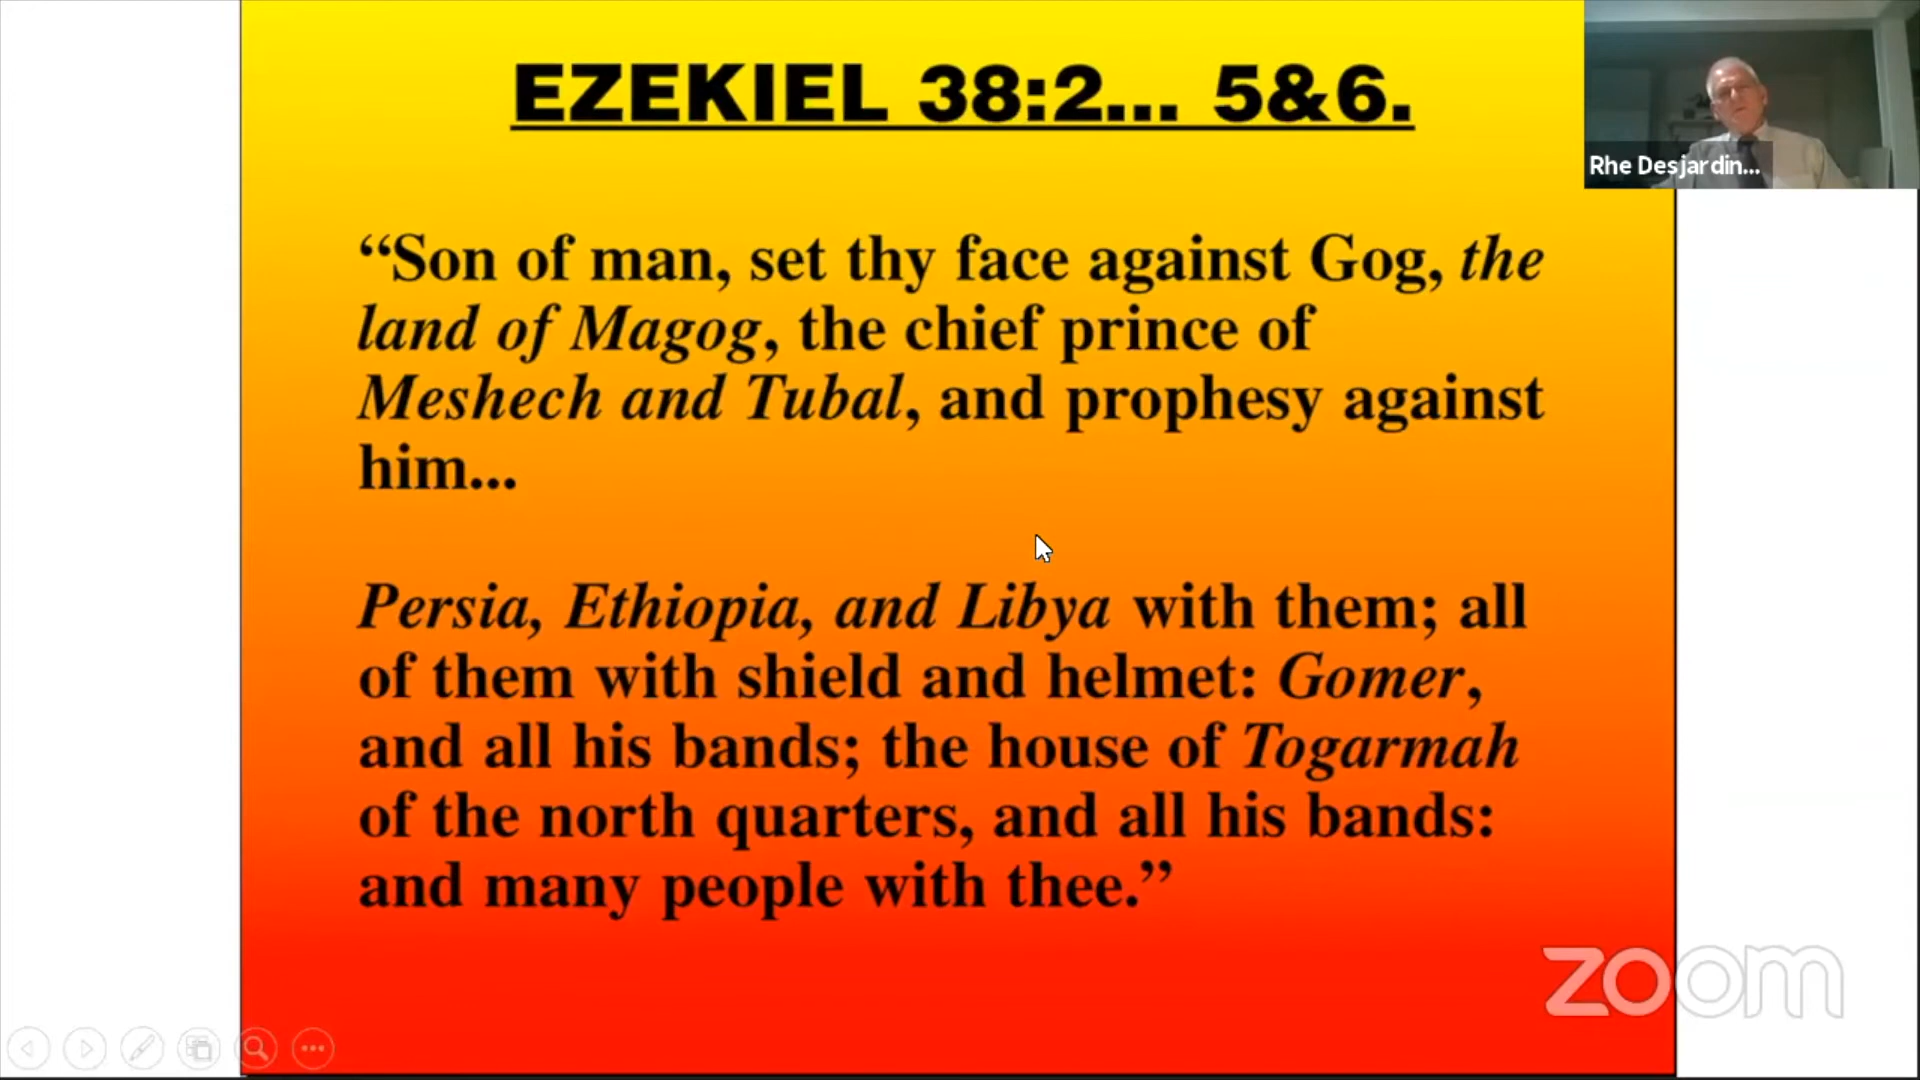 EZEKIEL 38:2... 5&6.
Rhe Desjardin...
“Son of man, set thy face against Gog, the
land of Magog, the chief prince of
Meshech and Tubal, and prophesy against
him...
Persia, Ethiopia, and Libya with them; all
of them with shield and helmet: Gomer,
and all his bands; the house of Togarmah
of the north quarters, and all his bands:
and many people with thee.”
zoom